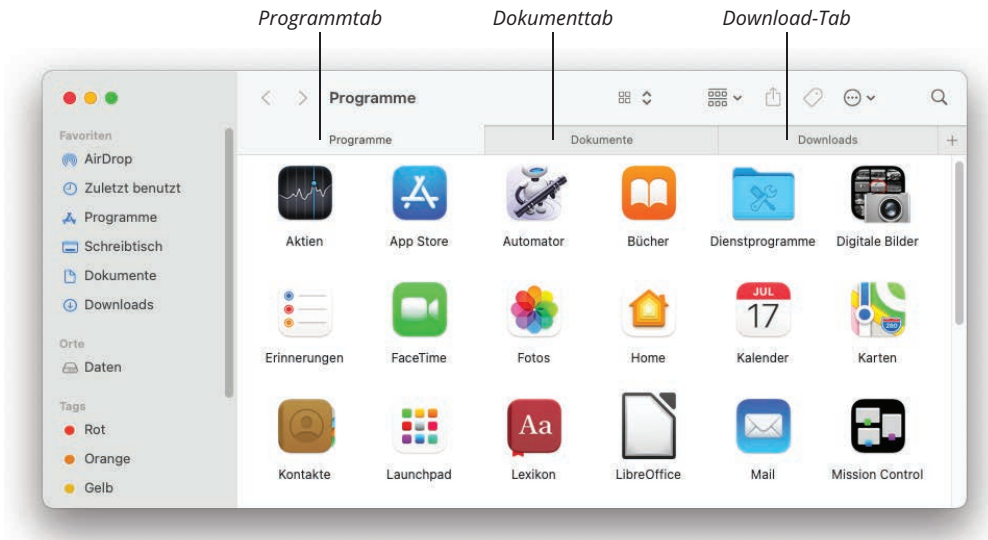 Programmtab Dokumenttab Download-Tab
Programme
Programme Dokumente Downloads +
Favoriten
AirDrop
Zuletzt benutzt
Programme
Schreibtisch
Dokumente
Downloads
Orte
Daten
Tags
Rot
Orange
Gelb
Aktien App Store Automator Bücher Dienstprogramme Digitale Bilder
JUL
17
280
Erinnerungen FaceTime Fotos Home Kalender Karten
Aa
Kontakte Launchpad Lexikon LibreOffice Mail Mission Control